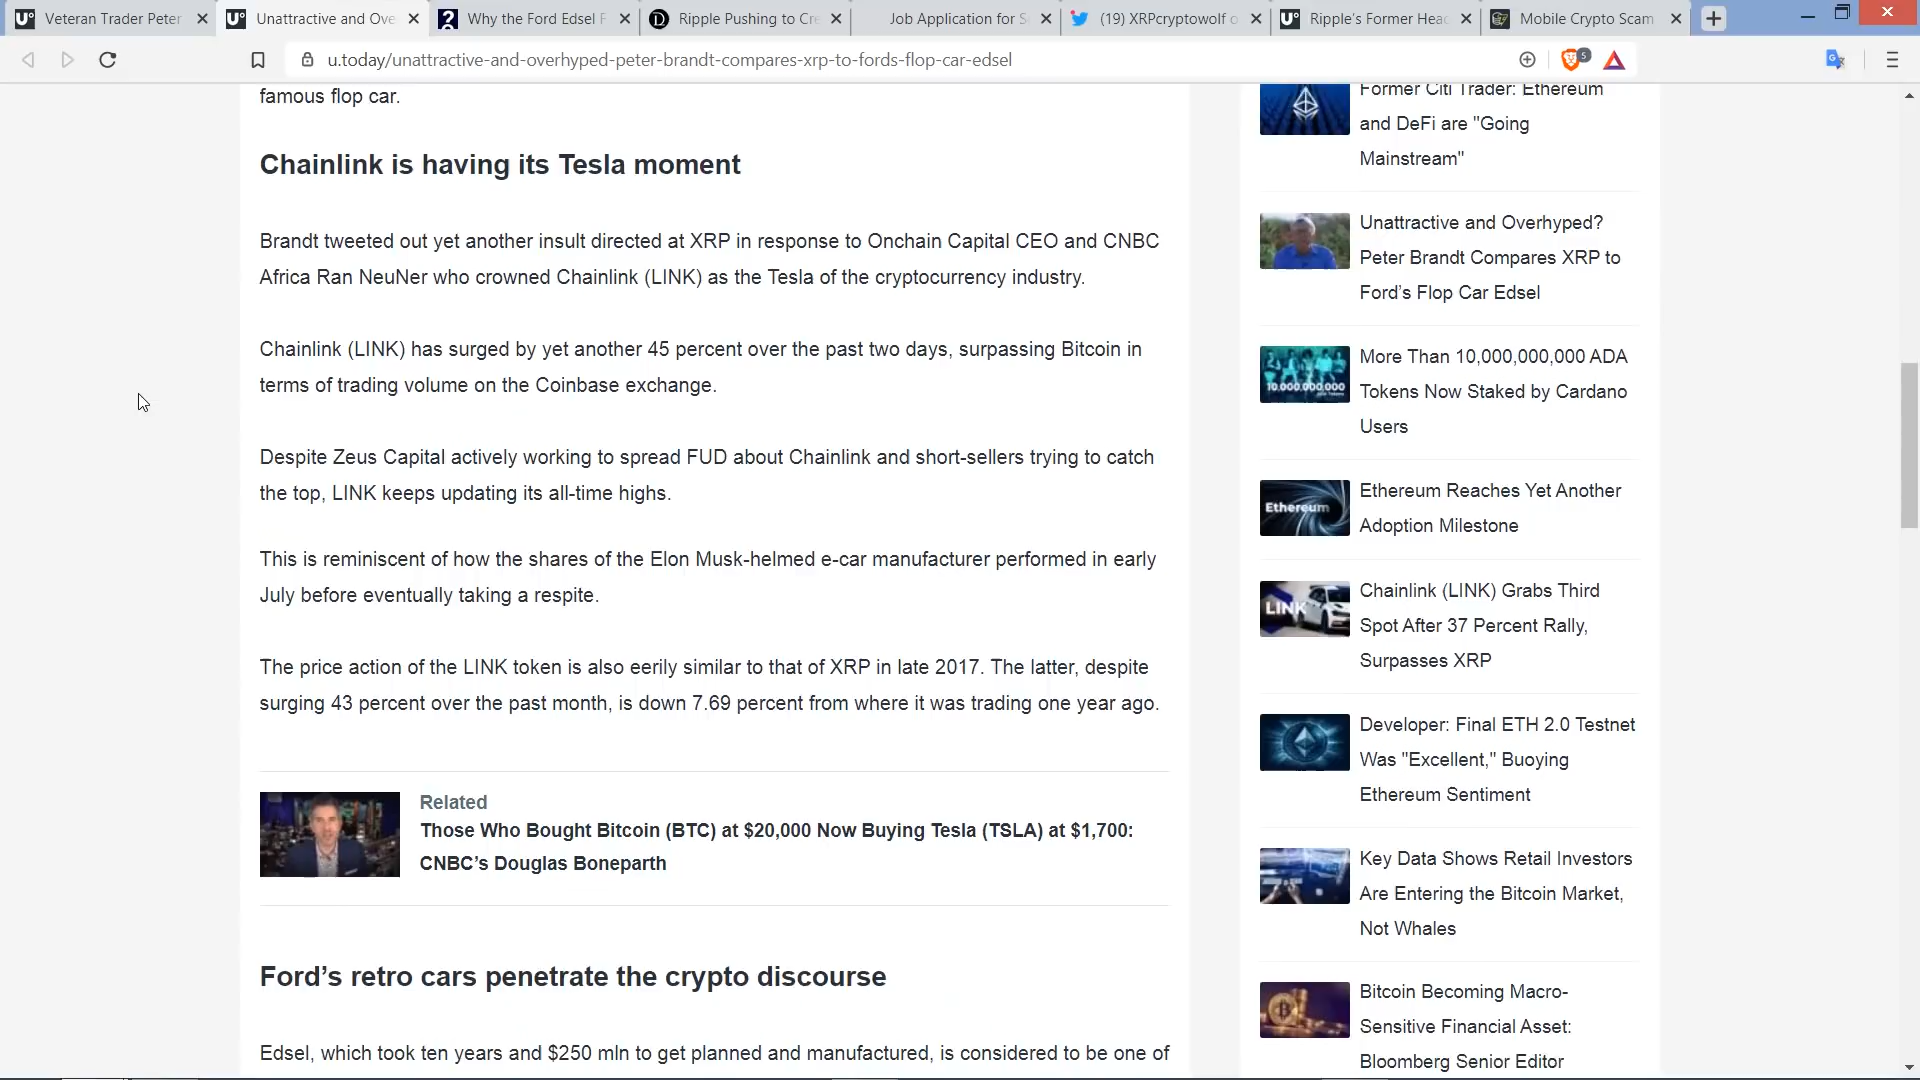 Veteran Trader Peter
Unattractive and Ove
Why the Ford Edsel F
Ripple Pushing to Cre
Job Application for S
(19) XRPcryptowolf o
Ripple's Former Head
Mobile Crypto Scam
u.today/unattractive-and-overhyped-peter-brandt-compares-xrp-to-fords-flop-car-edsel
5
famous flop car.
Chainlink is having its Tesla moment
Brandt tweeted out yet another insult directed at XRP in response to Onchain Capital CEO and CNBC
Africa Ran NeuNer who crowned Chainlink (LINK) as the Tesla of the cryptocurrency industry.
Chainlink (LINK) has surged by yet another 45 percent over the past two days, surpassing Bitcoin in
terms of trading volume on the Coinbase exchange.
Despite Zeus Capital actively working to spread FUD about Chainlink and short-sellers trying to catch
the top, LINK keeps updating its all-time highs.
This is reminiscent of how the shares of the Elon Musk-helmed e-car manufacturer performed in early
July before eventually taking a respite.
The price action of the LINK token is also eerily similar to that of XRP in late 2017. The latter, despite
surging 43 percent over the past month, is down 7.69 percent from where it was trading one year ago.
Related
Those Who Bought Bitcoin (BTC) at $20,000 Now Buying Tesla (TSLA) at $1,700:
CNBC’s Douglas Boneparth
Ford’s retro cars penetrate the crypto discourse
Edsel, which took ten years and $250 mln to get planned and manufactured, is considered to be one of
Former Citi Trader: Ethereum
and DeFi are "Going
Mainstream"
Unattractive and Overhyped?
Peter Brandt Compares XRP to
Ford’s Flop Car Edsel
10,000,000,000
More Than 10,000,000,000 ADA
Tokens Now Staked by Cardano
Users
Ethereum
Ethereum Reaches Yet Another
Adoption Milestone
LINK
Chainlink (LINK) Grabs Third
Spot After 37 Percent Rally,
Surpasses XRP
Developer: Final ETH 2.0 Testnet
Was "Excellent," Buoying
Ethereum Sentiment
Key Data Shows Retail Investors
Are Entering the Bitcoin Market,
Not Whales
Bitcoin Becoming Macro-
Sensitive Financial Asset:
Bloomberg Senior Editor